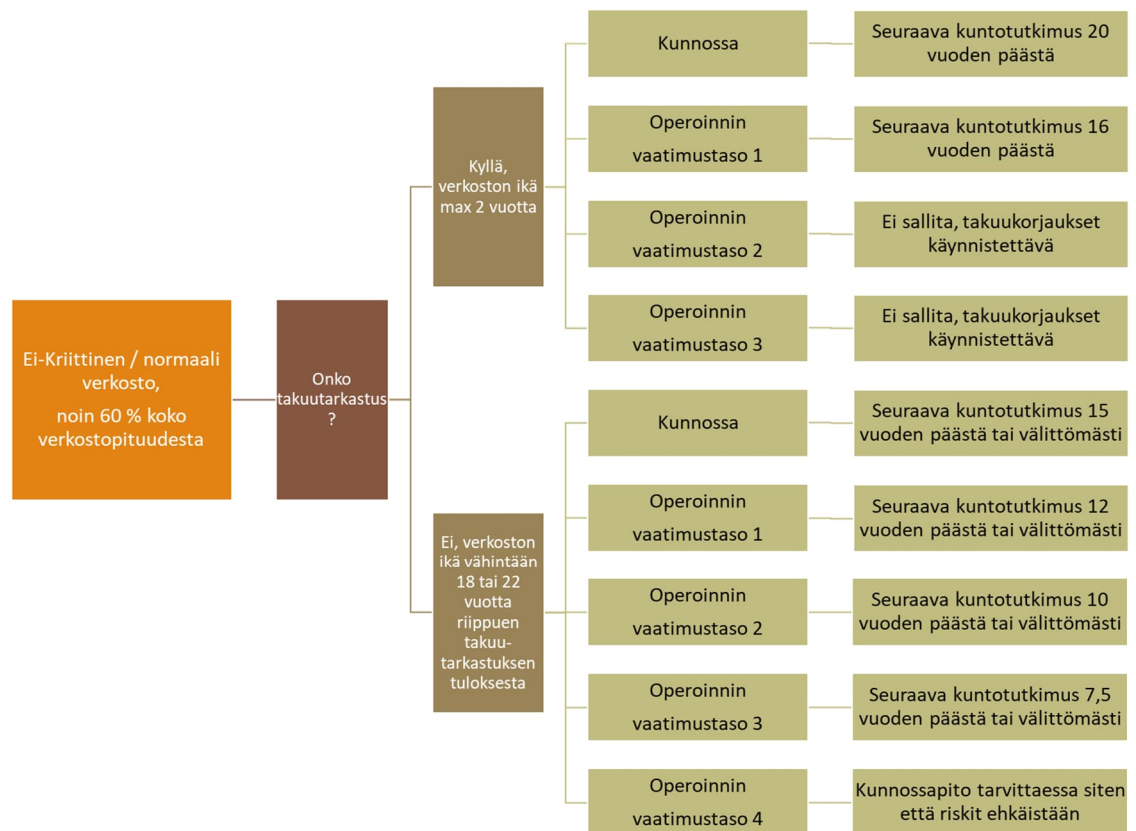 Ei-Kriittinen / normaali
verkosto,
noin 60 % koko
verkostopituudesta
Onko
takuutarkastus
?
Kyllä,
verkoston ikä
max 2 vuotta
Kunnossa
Seuraava kuntotutkimus 20
vuoden päästä
Operoinnin
vaatimustaso 1
Seuraava kuntotutkimus 16
vuoden päästä
Operoinnin
vaatimustaso 2
Ei sallita, takuukorjaukset
käynnistettävä
Operoinnin
vaatimustaso 3
Ei sallita, takuukorjaukset
käynnistettävä
Ei, verkoston
ikä vähintään
18 tai 22
vuotta
riippuen
takuu-
tarkastuksen
tuloksesta
Kunnossa
Seuraava kuntotutkimus 15
vuoden päästä tai välittömästi
Operoinnin
vaatimustaso 1
Seuraava kuntotutkimus 12
vuoden päästä tai välittömästi
Operoinnin
vaatimustaso 2
Seuraava kuntotutkimus 10
vuoden päästä tai välittömästi
Operoinnin
vaatimustaso 3
Seuraava kuntotutkimus 7,5
vuoden päästä tai välittömästi
Operoinnin
vaatimustaso 4
Kunnossapito tarvittaessa siten
että riskit ehkäistään